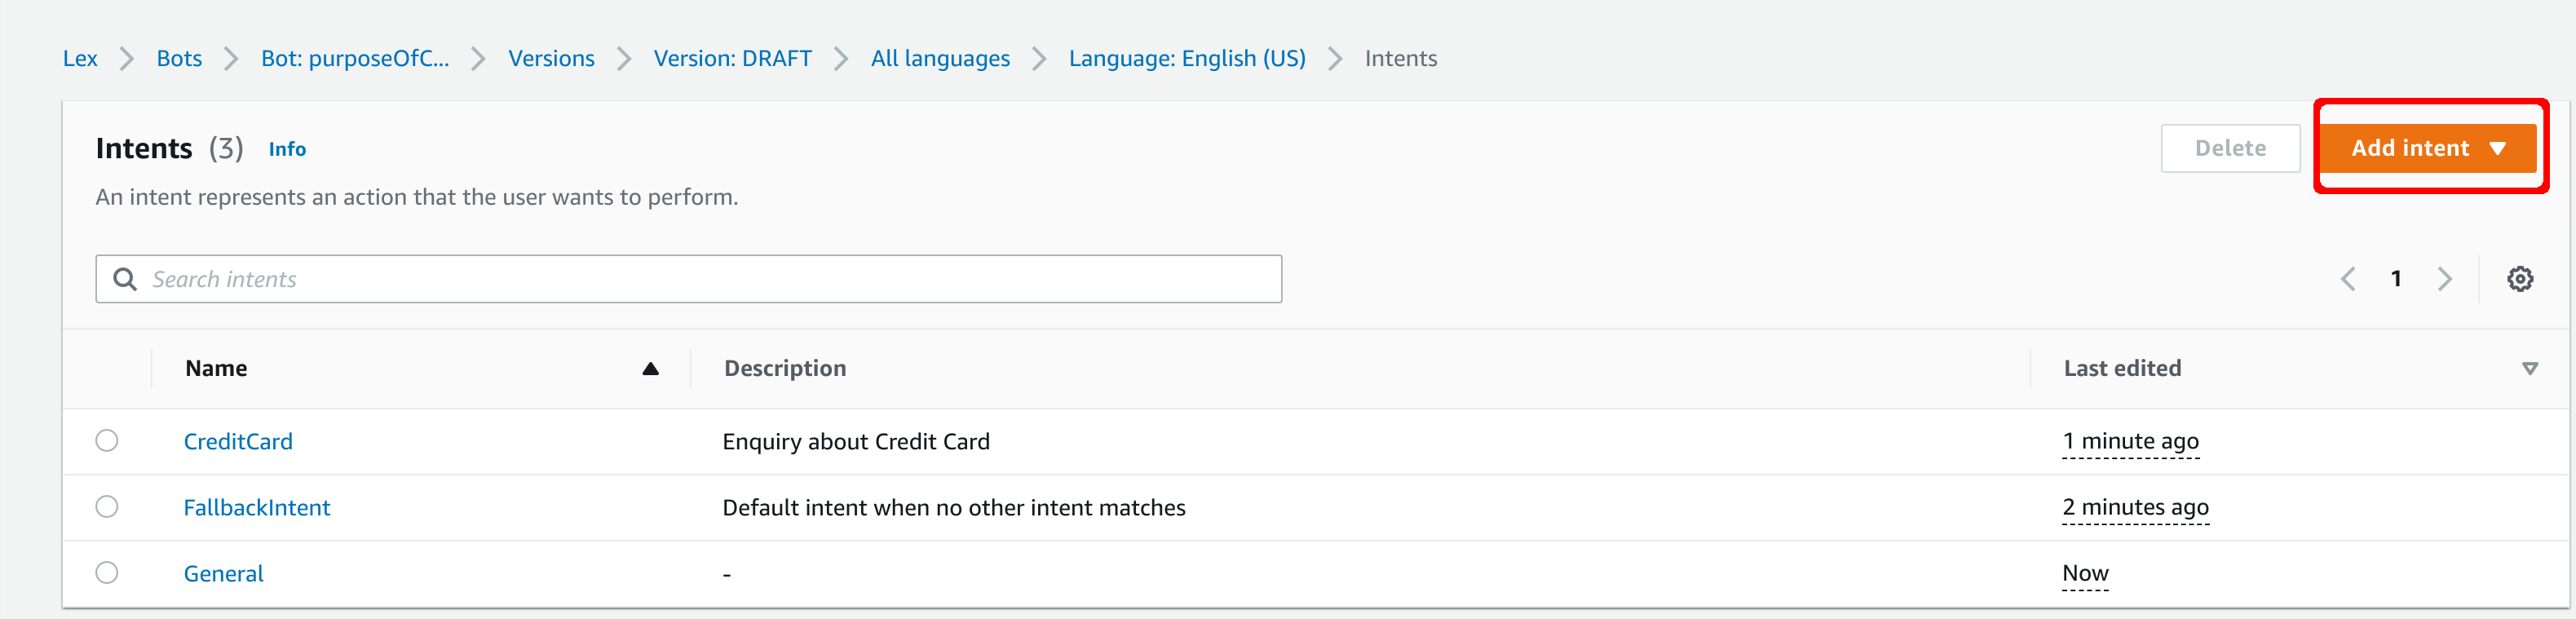 Lex Bots Bot: purposeOfC... Versions Version: DRAFT All languages Language: English (US) Intents
Intents (3) Info
Delete
Add intent
An intent represents an action that the user wants to perform.
Search intents
1
Name Description Last edited
CreditCard Enquiry about Credit Card 1 minute ago
FallbackIntent Default intent when no other intent matches 2 minutes ago
General - Now